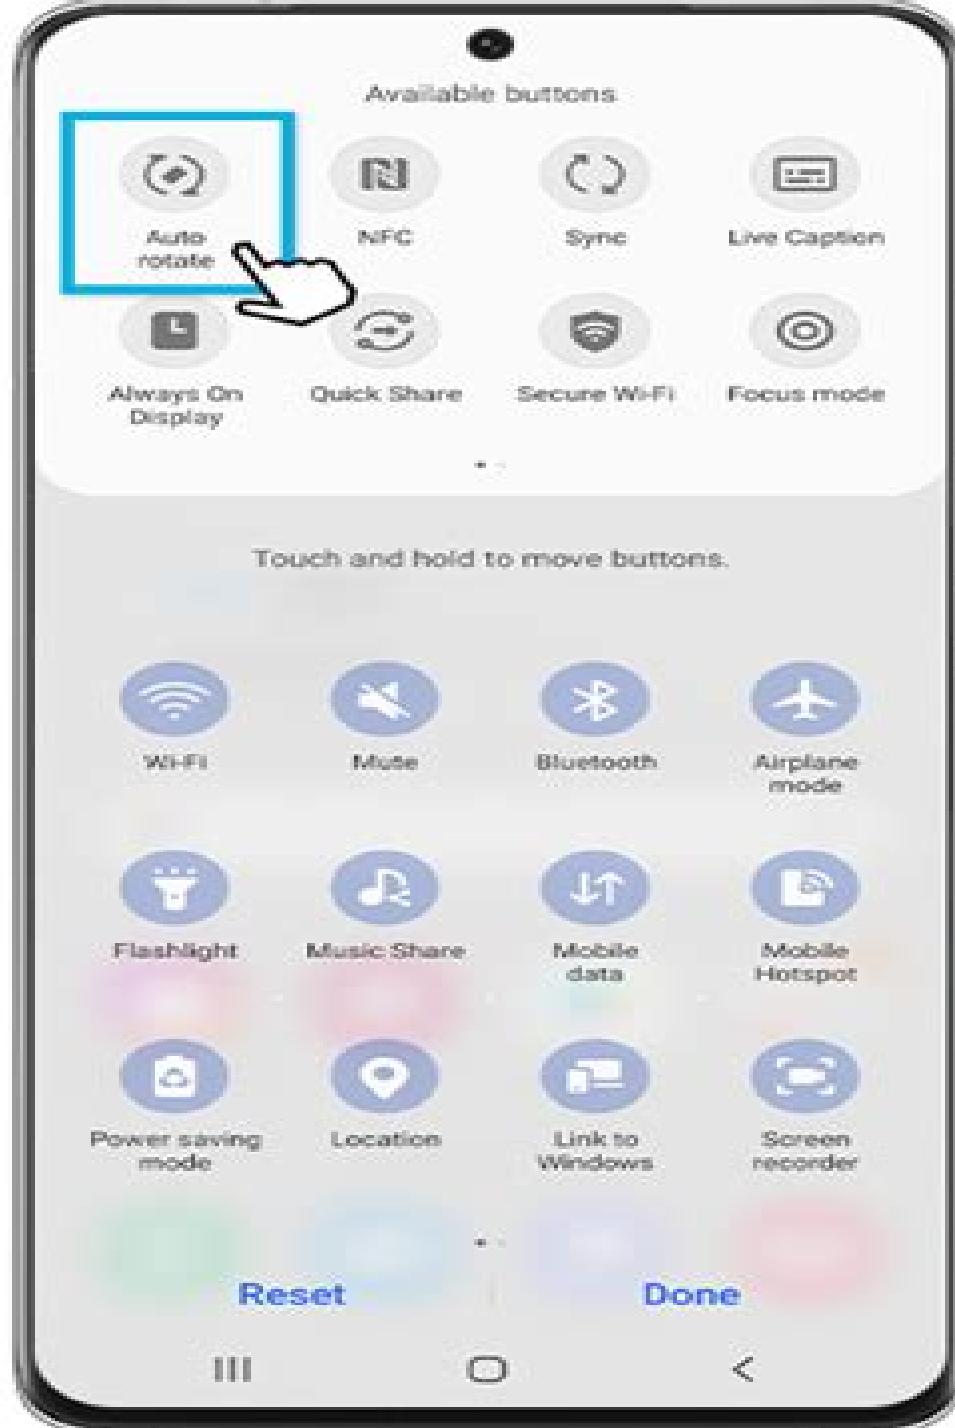 Available buttons
Auto rotate
NFC
Sync
Live Caption
Always On Display
Quick Share
Secure Wi-Fi
Focus mode
Touch and hold to move buttons.
Wi-Fi
Mute
Bluetooth
Airplane mode
Flashlight
Music Share
Mobile data
Mobile Hotspot
Power saving mode
Location
Link to Windows
Screen recorder
Reset
Done